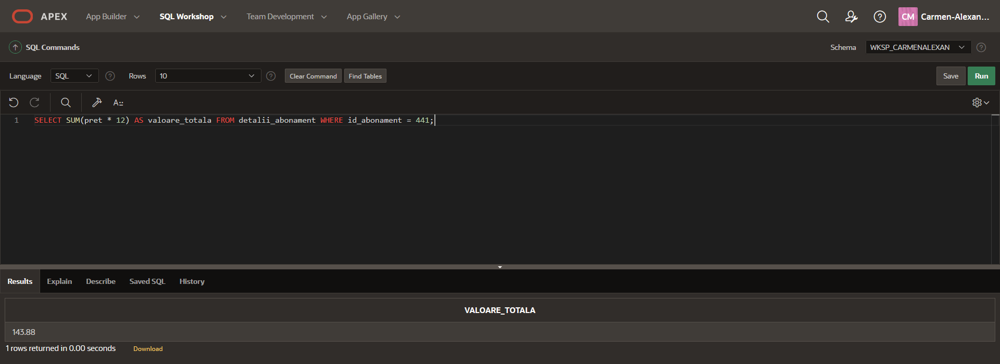 APEX App Builder SQL Workshop Team Development App Gallery CM Carmen-Alexan...
SQL Commands Schema WKSP_CARMENALEXAN
Language SQL Rows 10 Clear Command Find Tables Save Run
A
1 SELECT SUM(pret * 12) AS valoare_totala FROM detalii_abonament WHERE id_abonament = 441;
Results Explain Describe Saved SQL History
VALOARE_TOTALA
143.88
1 rows returned in 0.00 seconds Download